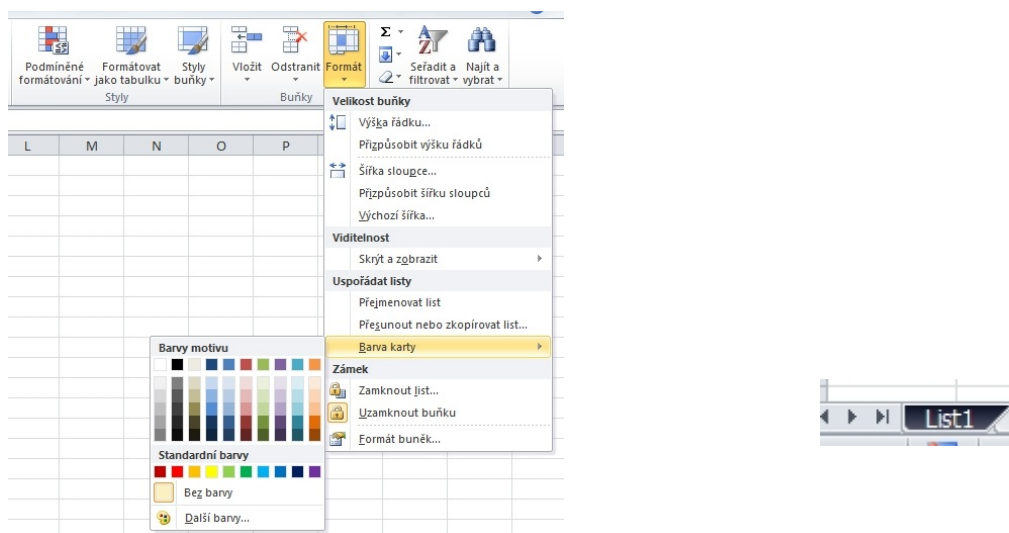 Podmíněné formátování
Formátovat jako tabulku
Styly buňky
Vložit
Odstranit
Formát
Seřadit a filtrovat
Najít a vybrat
Styly
Buňky
L M N O P
Velikost buňky
Výška řádku...
Přizpůsobit výšku řádků
Šířka sloupce...
Přizpůsobit šířku sloupců
Výchozí šířka...
Viditelnost
Skrýt a zobrazit
Uspořádat listy
Přejmenovat list
Přesunout nebo zkopírovat list...
Barva karty
Zámek
Zamknout list...
Uzamknout buňku
Formát buněk...
Barvy motivu
Standardní barvy
Bez barvy
Další barvy...
List1